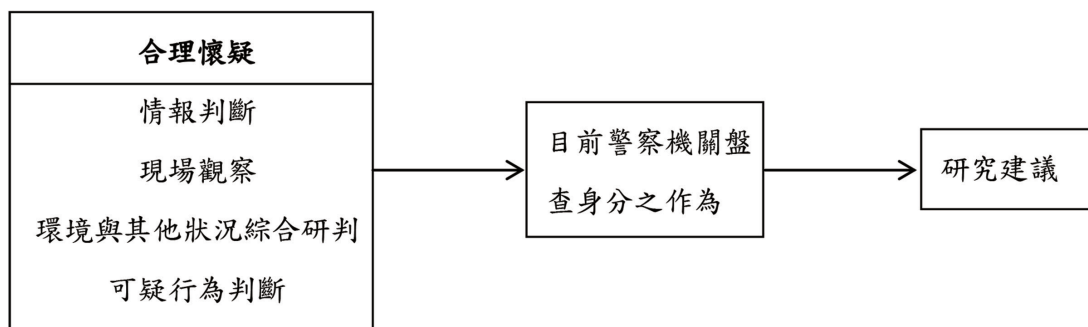 合理懷疑
情報判斷
現場觀察
環境與其他狀況綜合研判
可疑行為判斷
目前警察機關盤
查身分之作為
研究建議